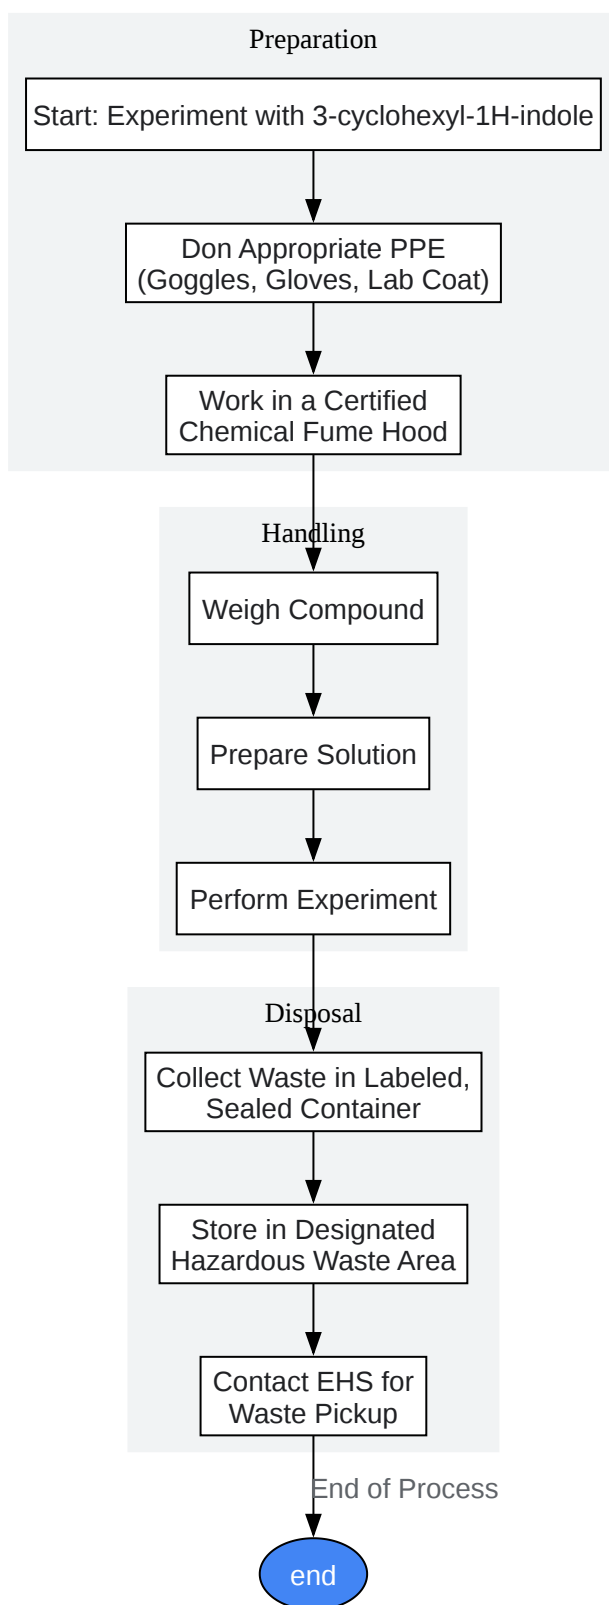 Preparation
Start: Experiment with 3-cyclohexyl-1H-indole
Don Appropriate PPE
(Goggles, Gloves, Lab Coat)
Work in a Certified
Chemical Fume Hood
Handling
Weigh Compound
Prepare Solution
Perform Experiment
Disposal
Collect Waste in Labeled,
Sealed Container
Store in Designated
Hazardous Waste Area
Contact EHS for
Waste Pickup
End of Process
end